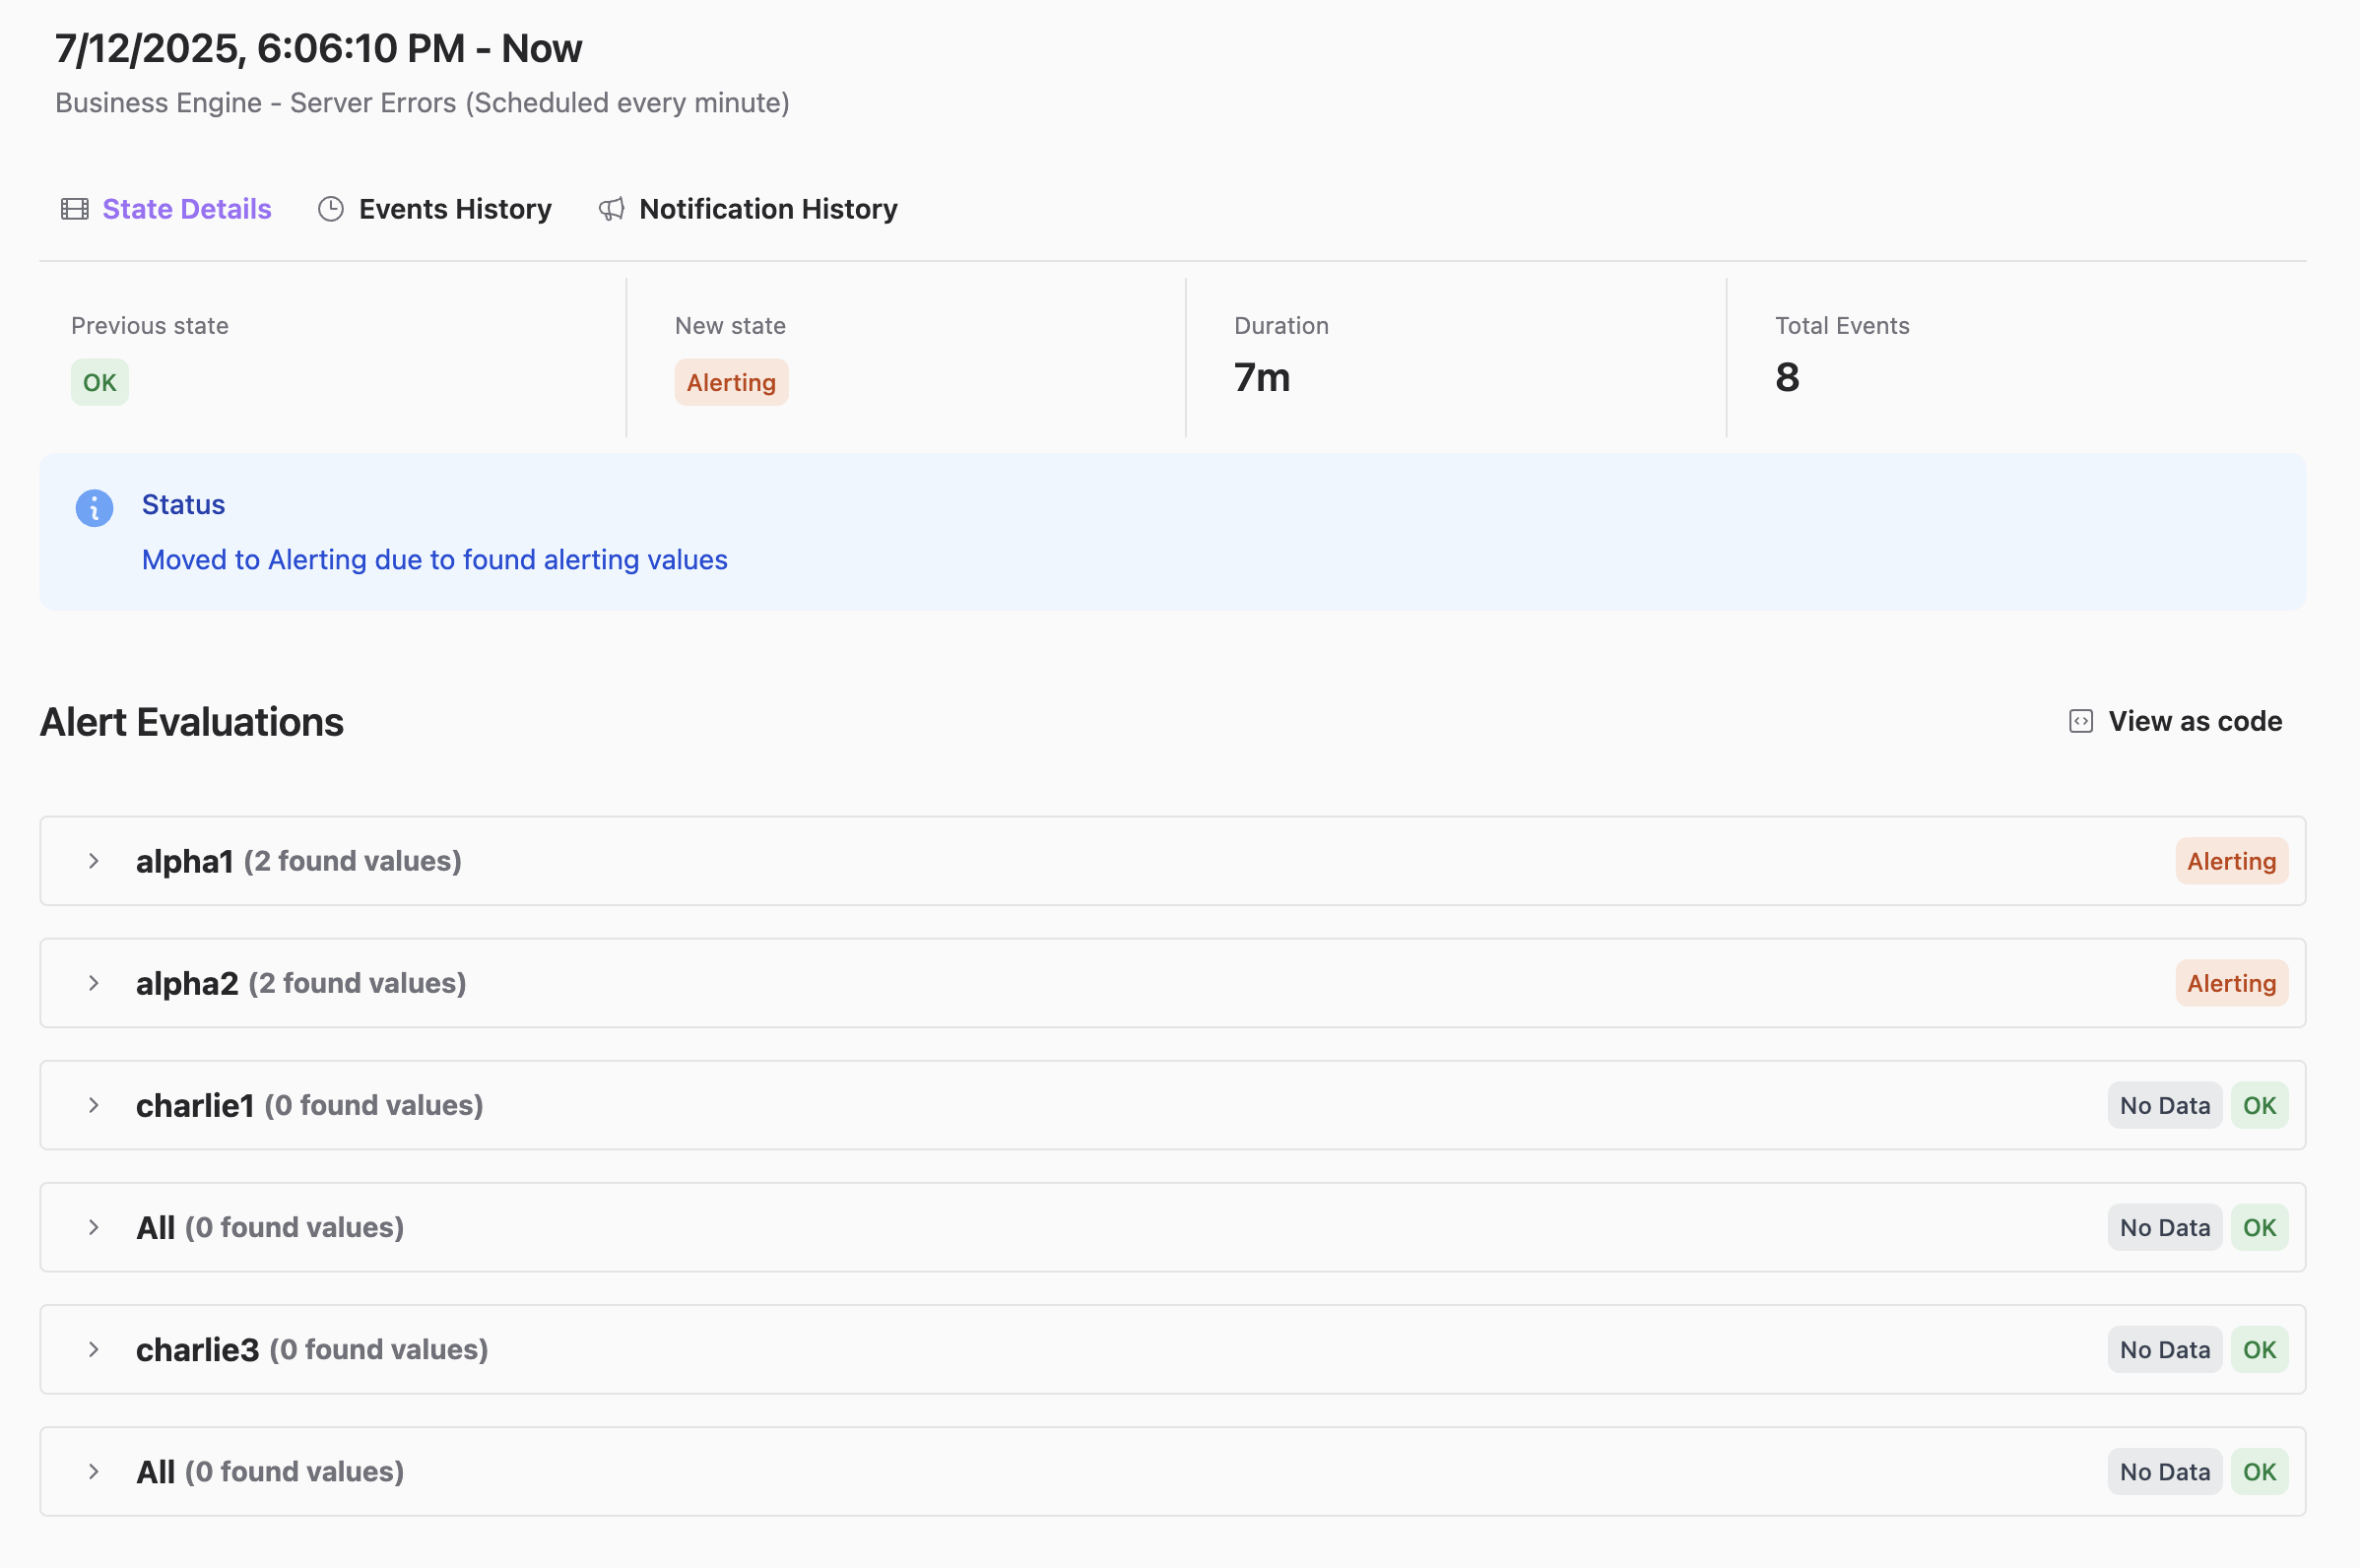 7/12/2025, 6:06:10 PM - Now
Business Engine - Server Errors (Scheduled every minute)
State Details Events History Notification History
Previous state New state Duration Total Events
OK Alerting 7m 8
Status
Moved to Alerting due to found alerting values
Alert Evaluations View as code
alpha1 (2 found values) Alerting
alpha2 (2 found values) Alerting
charlie1 (0 found values) No Data OK
All (0 found values) No Data OK
charlie3 (0 found values) No Data OK
All (0 found values) No Data OK